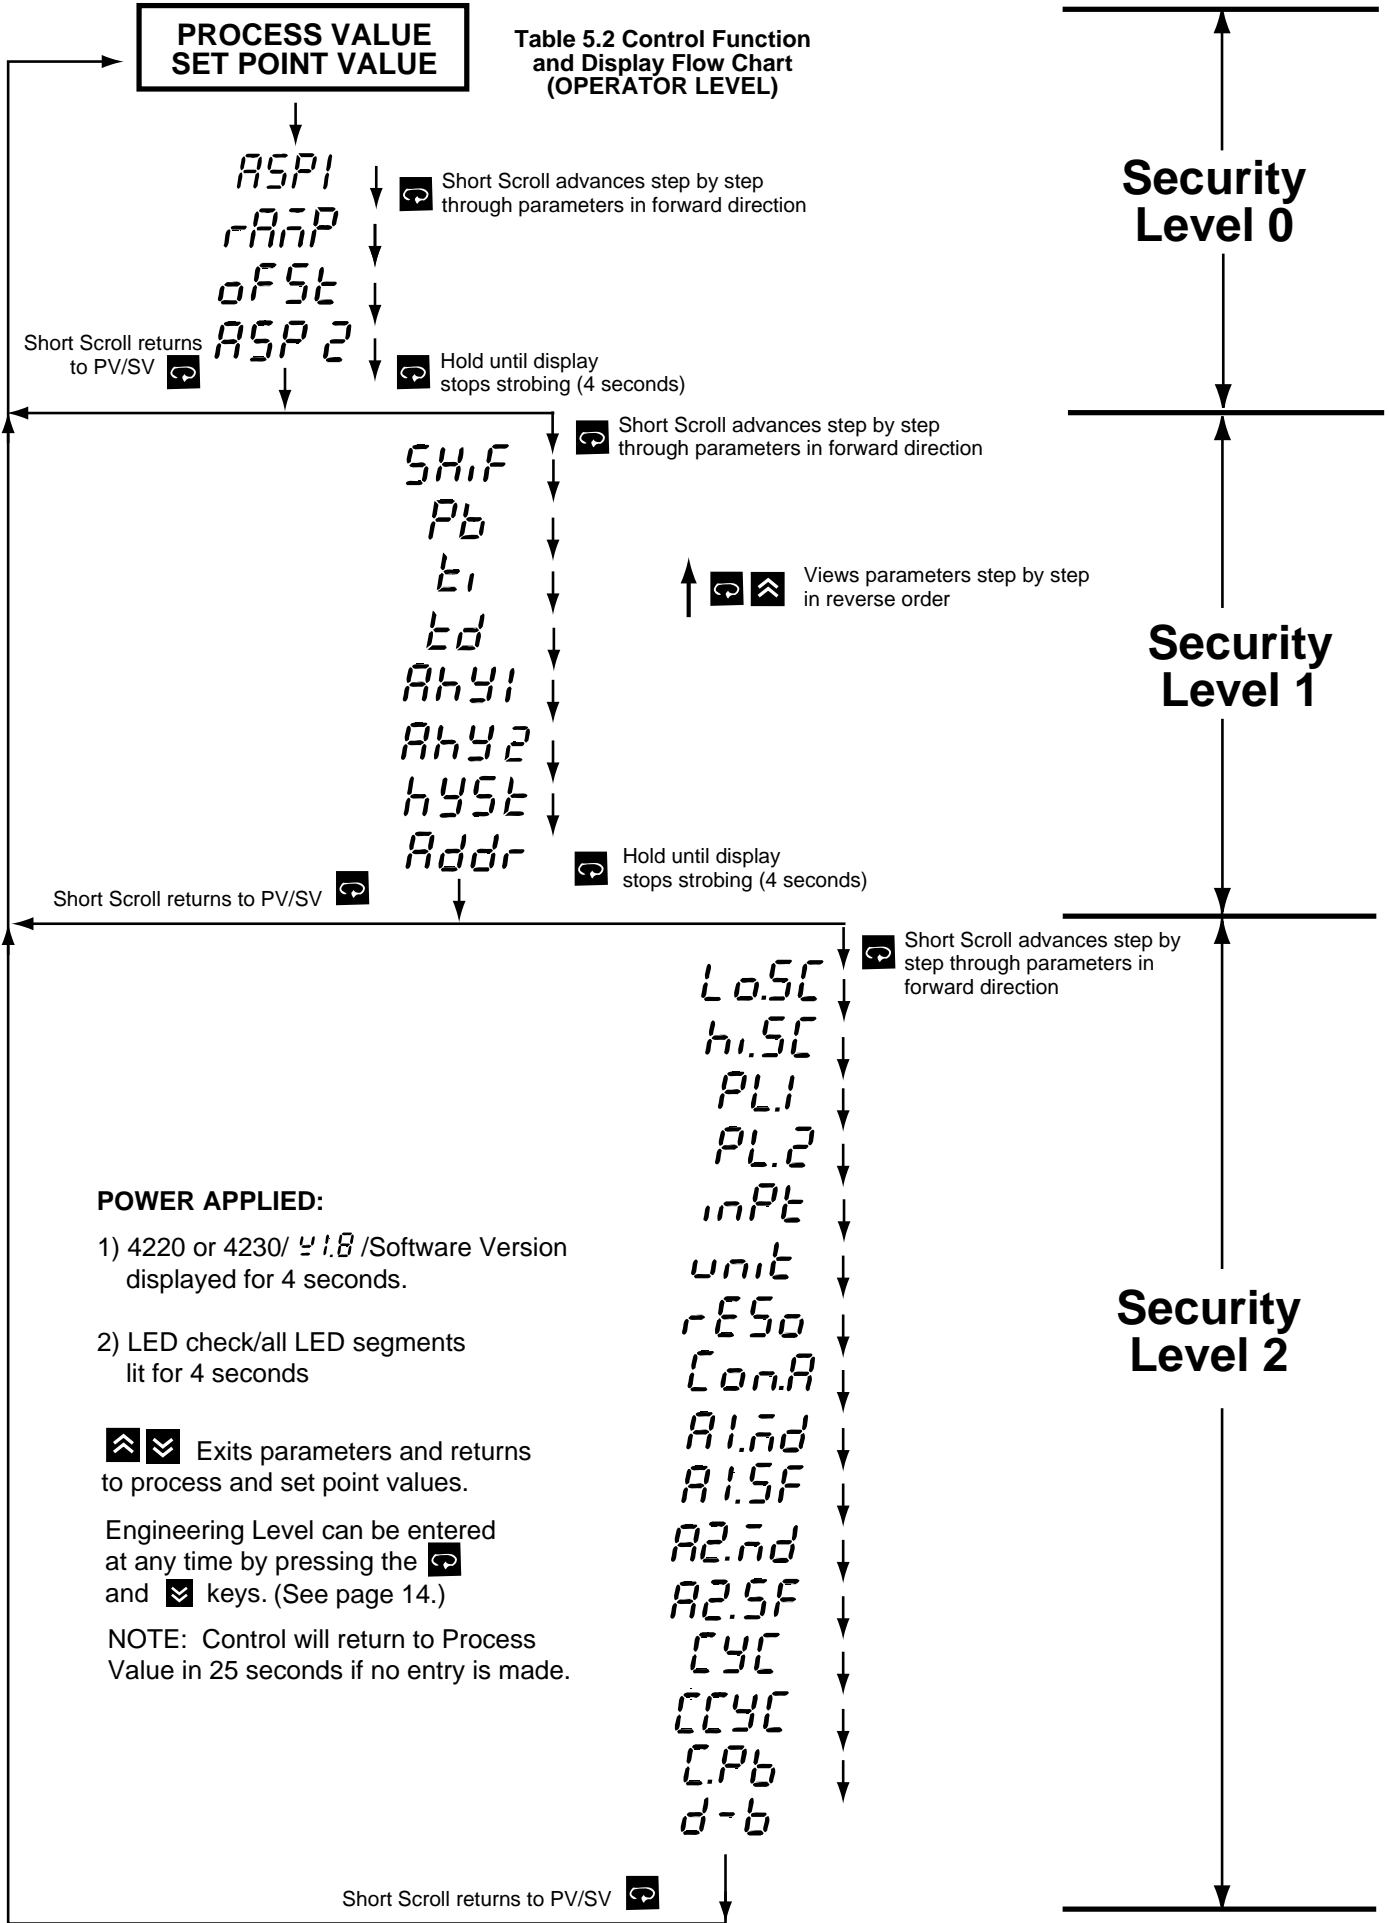 PROCESS VALUE
SET POINT VALUE
Table 5.2 Control Function
and Display Flow Chart
(OPERATOR LEVEL)
ASP1
Short Scroll advances step by step
through parameters in forward direction
rAmP
oFSt
Short Scroll returns
to PV/SV
ASP2
Hold until display
stops strobing (4 seconds)
Security
Level 0
Short Scroll advances step by step
through parameters in forward direction
SHiF
Pb
ti
Views parameters step by step
in reverse order
td
Ahy1
Ahy2
hySt
Addr
Hold until display
stops strobing (4 seconds)
Short Scroll returns to PV/SV
Security
Level 1
Short Scroll advances step by
step through parameters in
forward direction
Lo.SC
hi.SC
PL.1
PL.2
inPt
unit
rESo
Con.A
A1.md
A1.SF
A2.md
A2.SF
CYC
CCYC
C.Pb
d-b
Security
Level 2
POWER APPLIED:
1) 4220 or 4230/ v1.8 /Software Version
displayed for 4 seconds.
2) LED check/all LED segments
lit for 4 seconds
Exits parameters and returns
to process and set point values.
Engineering Level can be entered
at any time by pressing the
and keys. (See page 14.)
NOTE: Control will return to Process
Value in 25 seconds if no entry is made.
Short Scroll returns to PV/SV